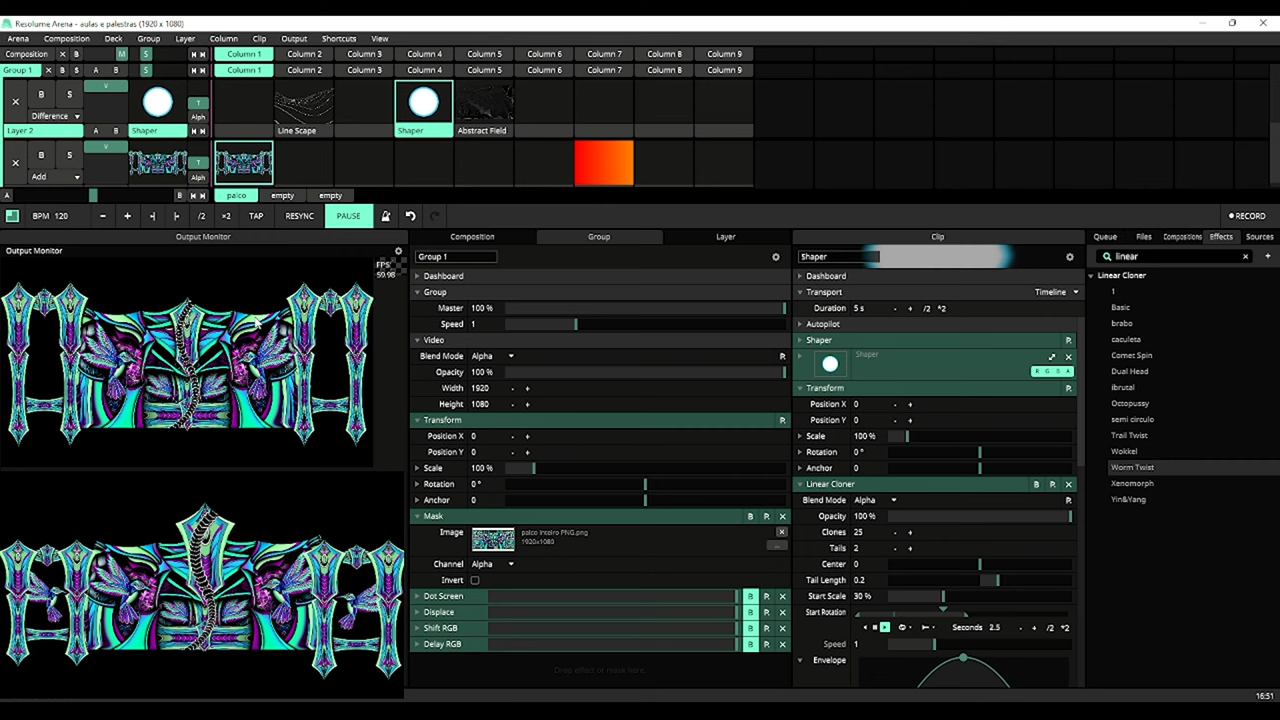 Resolume Arena - aulas e palestras (1920 x 1080)
Arena Composition Deck Group Layer Column Clip Output Shortcuts View
Composition X B M S Column 1 Column 2 Column 3 Column 4 Column 5 Column 6 Column 7 Column 8 Column 9
Group 1 X B S A B S Column 1 Column 2 Column 3 Column 4 Column 5 Column 6 Column 7 Column 8 Column 9
V
X B S T
Difference Alph
Layer 2 A B Shaper Line Scape Shaper Abstract Field
V
X B S T
Add Alph
A B palco empty empty
BPM 120 - + /2 ×2 TAP RESYNC PAUSE RECORD
Output Monitor Composition Group Layer Clip Queue Files Compositions Effects Sources
Output Monitor
FPS
59.98
Group 1
Dashboard
Group
Master 100 %
Speed 1
Video
Blend Mode Alpha
Opacity 100 %
Width 1920 - +
Height 1080 - +
Transform
Position X 0 - +
Position Y 0 - +
Scale 100 %
Rotation 0 °
Anchor 0
Mask B P X
Image palco inteiro PNG.png
1920x1080
Channel Alpha
Invert
Dot Screen B P X
Displace B P X
Shift RGB B P X
Delay RGB B P X
Drop effect or mask here
Shaper
Dashboard
Transport Timeline
Duration 5 s - + /2 *2
Autopilot
Shaper
Shaper
R G B A
Transform
Position X 0 - +
Position Y 0 - +
Scale 100 %
Rotation 0 °
Anchor 0
Linear Cloner B P X
Blend Mode Alpha
Opacity 100 %
Clones 25 - +
Tails 2 - +
Center 0
Tail Length 0.2
Start Scale 30 %
Start Rotation
Seconds 2.5 - + /2 *2
Speed 1
Envelope
linear
Linear Cloner
1
Basic
brabo
caculeta
Comet Spin
Dual Head
ibrutal
Octopussy
semi circulo
Trail Twist
Wokkel
Worm Twist
Xenomorph
Yin&Yang
16:51